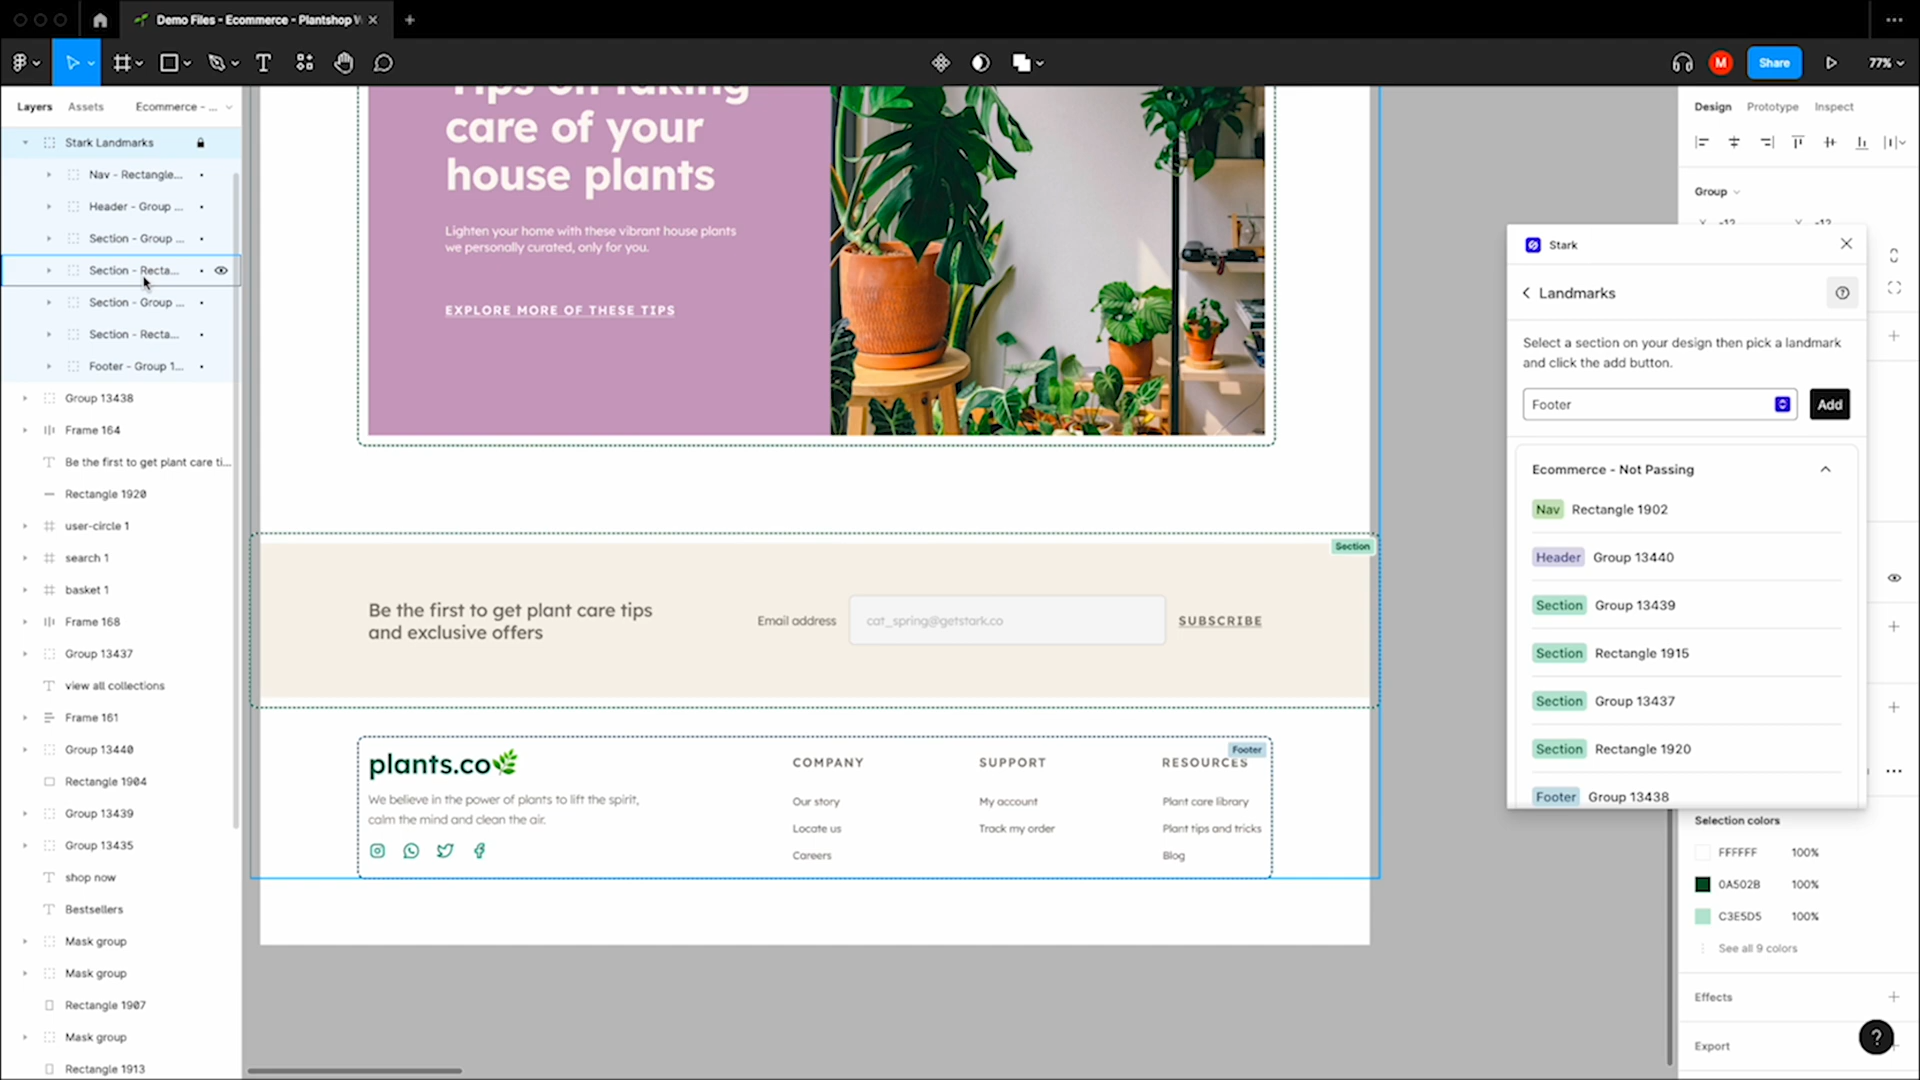 Demo Files - Ecommerce - Plantshop W
Share
M
77%
Layers
Assets
Ecommerce - ...
Stark Landmarks
Nav - Rectangle...
Header - Group ...
Section - Group ...
Section - Recta...
Section - Group ...
Section - Recta...
Footer - Group 1...
Group 13438
Frame 164
Be the first to get plant care ti...
Rectangle 1920
user-circle 1
search 1
basket 1
Frame 168
Group 13437
view all collections
Frame 161
Group 13440
Rectangle 1904
Group 13439
Group 13435
shop now
Bestsellers
Mask group
Mask group
Rectangle 1907
Mask group
Rectangle 1913
Tips on taking
care of your
house plants
Lighten your home with these vibrant house plants
we personally curated, only for you.
EXPLORE MORE OF THESE TIPS
Section
Be the first to get plant care tips
and exclusive offers
Email address
cat_spring@getstark.co
SUBSCRIBE
Footer
plants.co
We believe in the power of plants to lift the spirit,
calm the mind and clean the air.
COMPANY
Our story
Locate us
Careers
SUPPORT
My account
Track my order
RESOURCES
Plant care library
Plant tips and tricks
Blog
Design
Prototype
Inspect
Group
Stark
Landmarks
Select a section on your design then pick a landmark
and click the add button.
Footer
Add
Ecommerce - Not Passing
Nav Rectangle 1902
Header Group 13440
Section Group 13439
Section Rectangle 1915
Section Group 13437
Section Rectangle 1920
Footer Group 13438
Selection colors
FFFFFF 100%
0A502B 100%
C3E5D5 100%
See all 9 colors
Effects
Export
?